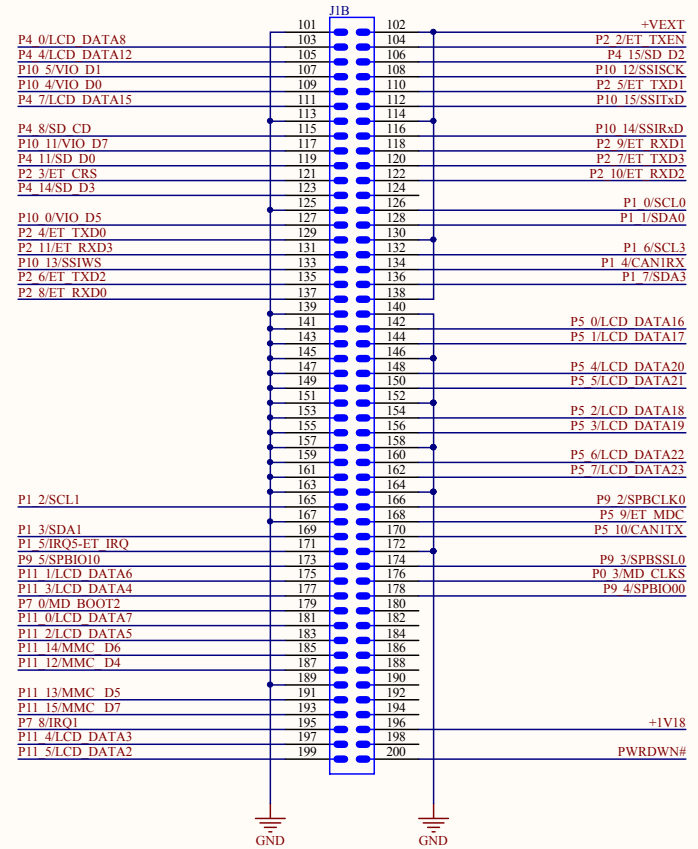 J1B
101 102 +VEXT
P4_0/LCD_DATA8 103 104 P2_2/ET_TXEN
P4_4/LCD_DATA12 105 106 P4_15/SD_D2
P10_5/VIO_D1 107 108 P10_12/SSISCK
P10_4/VIO_D0 109 110 P2_5/ET_TXD1
P4_7/LCD_DATA15 111 112 P10_15/SSITxD
113 114
P4_8/SD_CD 115 116 P10_14/SSIRxD
P10_11/VIO_D7 117 118 P2_9/ET_RXD1
P4_11/SD_D0 119 120 P2_7/ET_TXD3
P2_3/ET_CRS 121 122 P2_10/ET_RXD2
P4_14/SD_D3 123 124
125 126 P1_0/SCL0
P10_0/VIO_D5 127 128 P1_1/SDA0
P2_4/ET_TXD0 129 130
P2_11/ET_RXD3 131 132 P1_6/SCL3
P10_13/SSIWS 133 134 P1_4/CAN1RX
P2_6/ET_TXD2 135 136 P1_7/SDA3
P2_8/ET_RXD0 137 138
139 140
141 142 P5_0/LCD_DATA16
143 144 P5_1/LCD_DATA17
145 146
147 148 P5_4/LCD_DATA20
149 150 P5_5/LCD_DATA21
151 152
153 154 P5_2/LCD_DATA18
155 156 P5_3/LCD_DATA19
157 158
159 160 P5_6/LCD_DATA22
161 162 P5_7/LCD_DATA23
163 164
P1_2/SCL1 165 166 P9_2/SPBCLK0
167 168 P5_9/ET_MDC
P1_3/SDA1 169 170 P5_10/CAN1TX
P1_5/IRQ5-ET_IRQ 171 172
P9_5/SPBIO10 173 174 P9_3/SPBSSL0
P11_1/LCD_DATA6 175 176 P0_3/MD_CLKS
P11_3/LCD_DATA4 177 178 P9_4/SPBIO00
P7_0/MD_BOOT2 179 180
P11_0/LCD_DATA7 181 182
P11_2/LCD_DATA5 183 184
P11_14/MMC_D6 185 186
P11_12/MMC_D4 187 188
189 190
P11_13/MMC_D5 191 192
P11_15/MMC_D7 193 194
P7_8/IRQ1 195 196 +1V18
P11_4/LCD_DATA3 197 198
P11_5/LCD_DATA2 199 200 PWRDWN#
GND GND